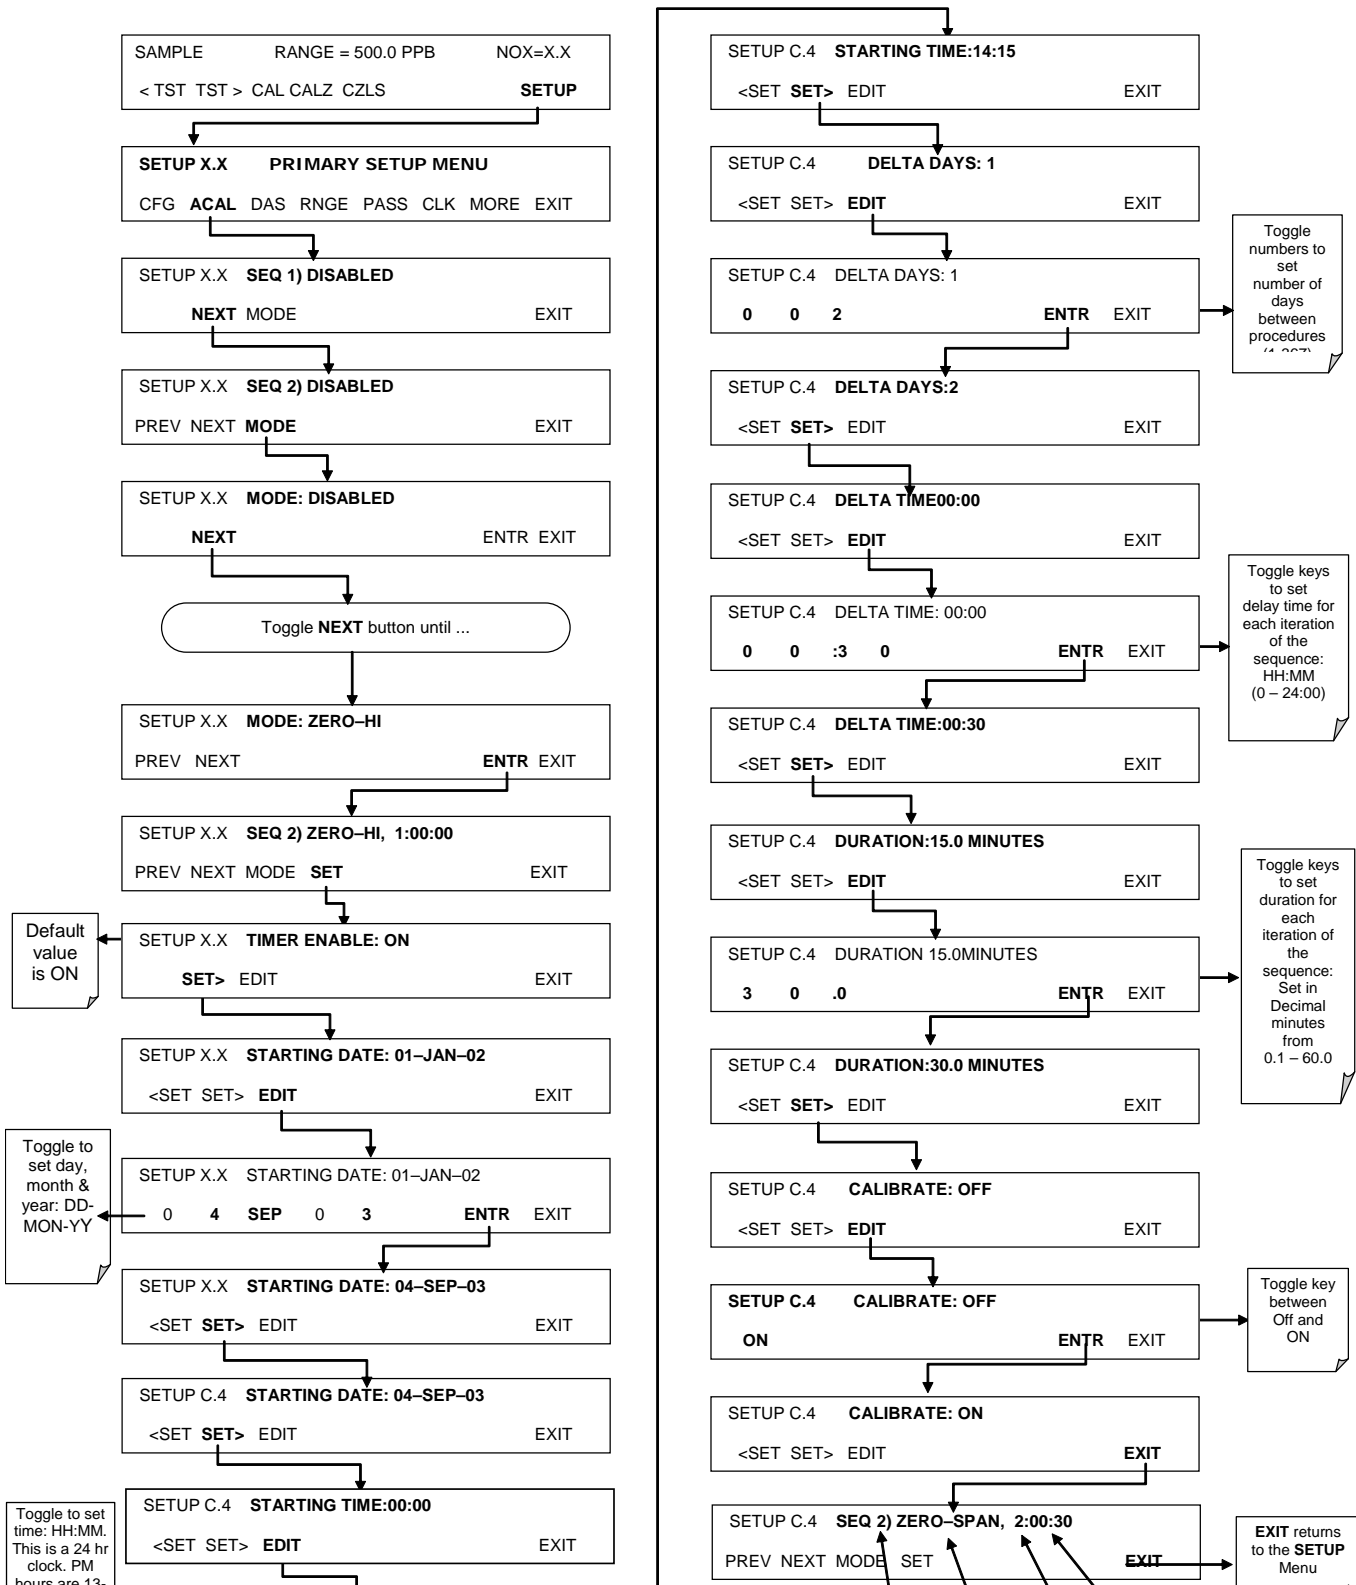 SAMPLE RANGE = 500.0 PPB NOX=X.X
< TST TST > CAL CALZ CZLS SETUP
SETUP X.X PRIMARY SETUP MENU
CFG ACAL DAS RNGE PASS CLK MORE EXIT
SETUP X.X SEQ 1) DISABLED
NEXT MODE EXIT
SETUP X.X SEQ 2) DISABLED
PREV NEXT MODE EXIT
SETUP X.X MODE: DISABLED
NEXT ENTR EXIT
Toggle NEXT button until ...
SETUP X.X MODE: ZERO–HI
PREV NEXT ENTR EXIT
SETUP X.X SEQ 2) ZERO–HI, 1:00:00
PREV NEXT MODE SET EXIT
Default
value
is ON
SETUP X.X TIMER ENABLE: ON
SET> EDIT EXIT
SETUP X.X STARTING DATE: 01–JAN–02
<SET SET> EDIT EXIT
Toggle to
set day,
month &
year: DD-
MON-YY
SETUP X.X STARTING DATE: 01–JAN–02
0 4 SEP 0 3 ENTR EXIT
SETUP X.X STARTING DATE: 04–SEP–03
<SET SET> EDIT EXIT
SETUP C.4 STARTING DATE: 04–SEP–03
<SET SET> EDIT EXIT
Toggle to set
time: HH:MM.
This is a 24 hr
clock. PM
hours are 13-
SETUP C.4 STARTING TIME:00:00
<SET SET> EDIT EXIT
SETUP C.4 STARTING TIME:14:15
<SET SET> EDIT EXIT
SETUP C.4 DELTA DAYS: 1
<SET SET> EDIT EXIT
SETUP C.4 DELTA DAYS: 1
0 0 2 ENTR EXIT
Toggle
numbers to
set
number of
days
between
procedures
SETUP C.4 DELTA DAYS:2
<SET SET> EDIT EXIT
SETUP C.4 DELTA TIME00:00
<SET SET> EDIT EXIT
SETUP C.4 DELTA TIME: 00:00
0 0 :3 0 ENTR EXIT
Toggle keys
to set
delay time for
each iteration
of the
sequence:
HH:MM
(0 – 24:00)
SETUP C.4 DELTA TIME:00:30
<SET SET> EDIT EXIT
SETUP C.4 DURATION:15.0 MINUTES
<SET SET> EDIT EXIT
SETUP C.4 DURATION 15.0MINUTES
3 0 .0 ENTR EXIT
Toggle keys
to set
duration for
each
iteration of
the
sequence:
Set in
Decimal
minutes
from
0.1 – 60.0
SETUP C.4 DURATION:30.0 MINUTES
<SET SET> EDIT EXIT
SETUP C.4 CALIBRATE: OFF
<SET SET> EDIT EXIT
SETUP C.4 CALIBRATE: OFF
ON ENTR EXIT
Toggle key
between
Off and
ON
SETUP C.4 CALIBRATE: ON
<SET SET> EDIT EXIT
SETUP C.4 SEQ 2) ZERO–SPAN, 2:00:30
PREV NEXT MODE SET EXIT
EXIT returns
to the SETUP
Menu